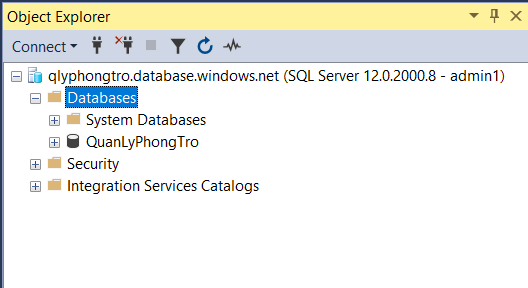 Object Explorer
Connect
qlyphongtro.database.windows.net (SQL Server 12.0.2000.8 - admin1)
Databases
System Databases
QuanLyPhongTro
Security
Integration Services Catalogs